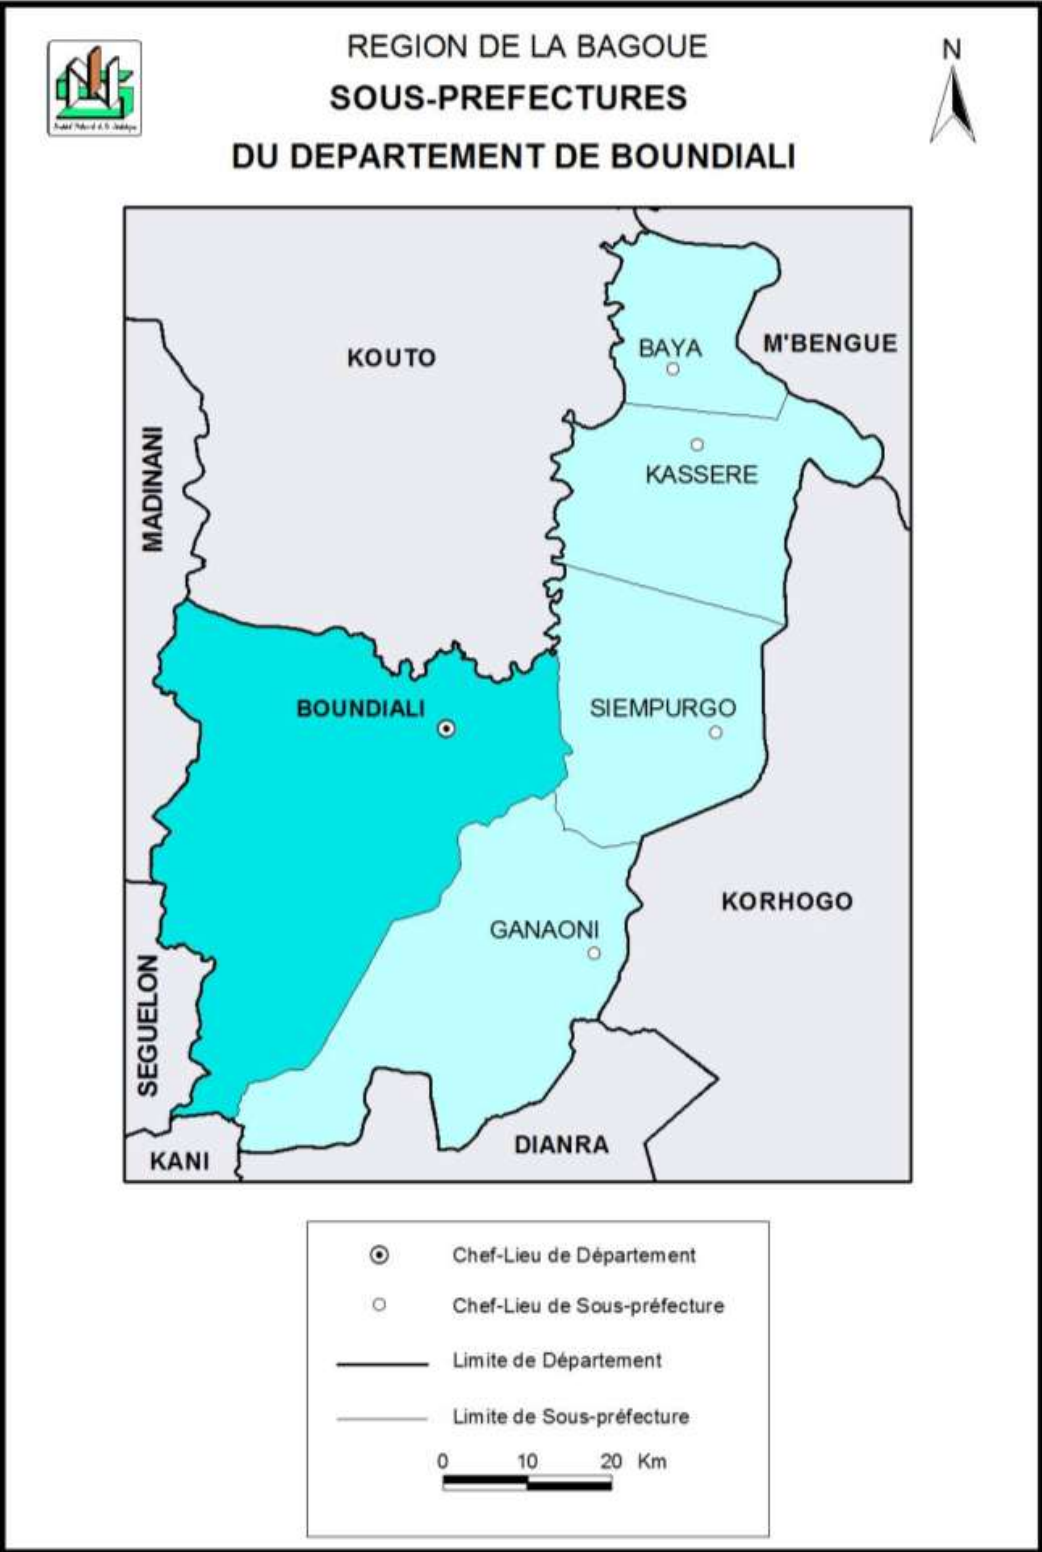 REGION DE LA BAGOUE
SOUS-PREFECTURES
DU DEPARTEMENT DE BOUNDIALI
N
KOUTO
BAYA
M'BENGUE
MADINANI
KASSERE
BOUNDIALI
SIEMPURGO
KORHOGO
GANAONI
SEGUELON
DIANRA
KANI
Chef-Lieu de Département
Chef-Lieu de Sous-préfecture
Limite de Département
Limite de Sous-préfecture
0 10 20 Km